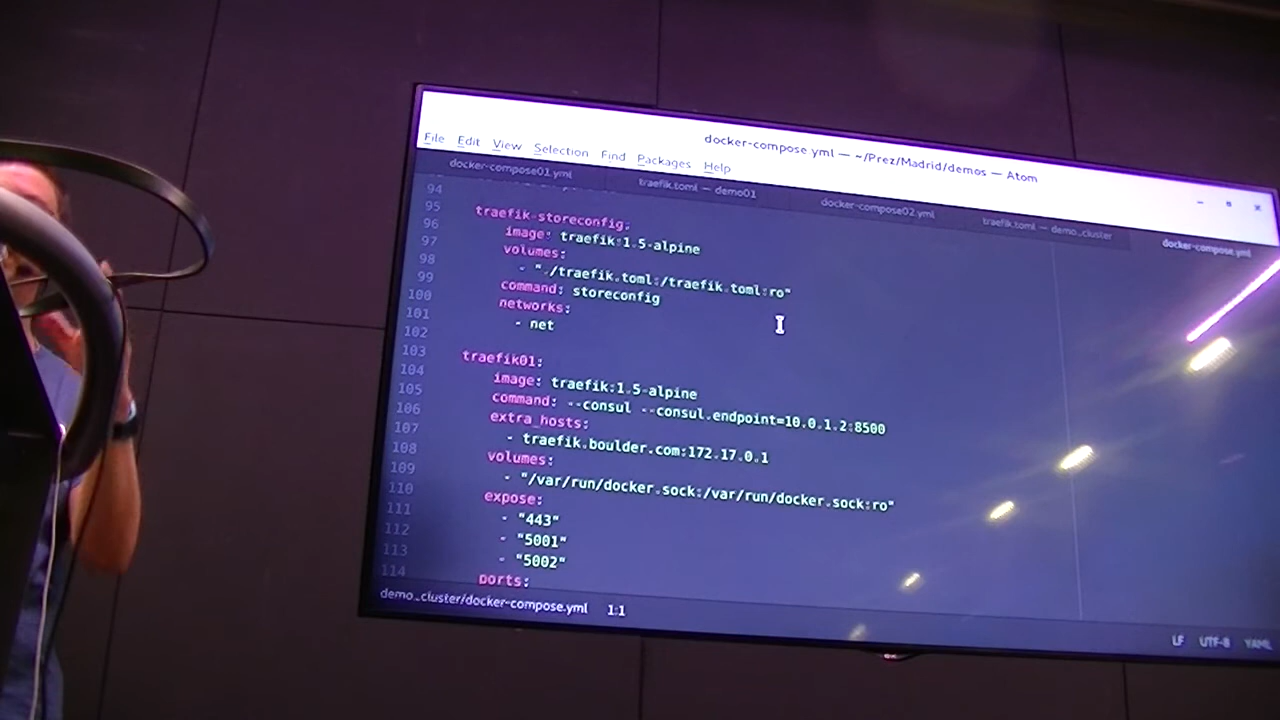 docker-compose yml — ~/Prez/Madrid/demos — Atom
File Edit View Selection Find Packages Help
docker-compose01.yml traefik.toml — demo01 docker-compose02.yml traefik.toml — demo_cluster docker-compose.yml
94
95 traefik-storeconfig:
96 image: traefik:1.5-alpine
97 volumes:
98 - "./traefik.toml:/traefik.toml:ro"
99 command: storeconfig
100 networks:
101 - net
102
103 traefik01:
104 image: traefik:1.5-alpine
105 command: --consul --consul.endpoint=10.0.1.2:8500
106 extra_hosts:
107 - traefik.boulder.com:172.17.0.1
108 volumes:
109 - "/var/run/docker.sock:/var/run/docker.sock:ro"
110 expose:
111 - "443"
112 - "5001"
113 - "5002"
114 ports:
demo_cluster/docker-compose.yml 1:1
LF UTF-8 YAML